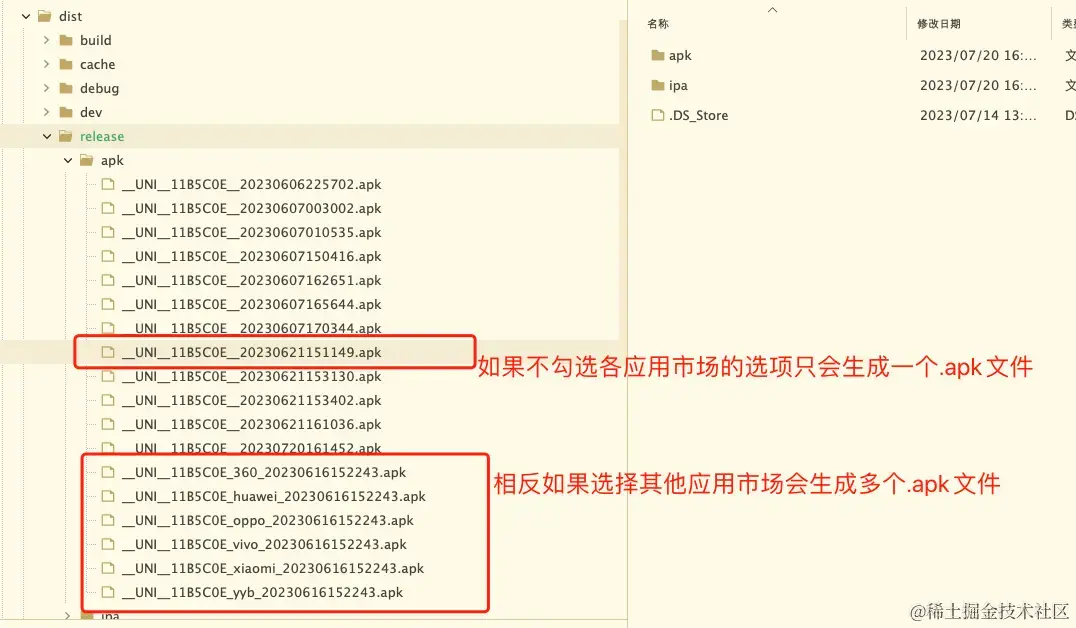 dist
build
cache
debug
dev
release
apk
__UNI__11B5C0E__20230606225702.apk
__UNI__11B5C0E__20230607003002.apk
__UNI__11B5C0E__20230607010535.apk
__UNI__11B5C0E__20230607150416.apk
__UNI__11B5C0E__20230607162651.apk
__UNI__11B5C0E__20230607165644.apk
__UNI__11B5C0E__20230607170344.apk
__UNI__11B5C0E__20230621151149.apk
如果不勾选各应用市场的选项只会生成一个.apk文件
__UNI__11B5C0E__20230621153130.apk
__UNI__11B5C0E__20230621153402.apk
__UNI__11B5C0E__20230621161036.apk
__UNI__11B5C0E__20230720161452.apk
__UNI__11B5C0E_360_20230616152243.apk
相反如果选择其他应用市场会生成多个.apk文件
__UNI__11B5C0E_huawei_20230616152243.apk
__UNI__11B5C0E_oppo_20230616152243.apk
__UNI__11B5C0E_vivo_20230616152243.apk
__UNI__11B5C0E_xiaomi_20230616152243.apk
__UNI__11B5C0E_yyb_20230616152243.apk
ipa
名称 修改日期
apk 2023/07/20 16:... 文
ipa 2023/07/20 16:... 文
.DS_Store 2023/07/14 13:...
@稀土掘金技术社区